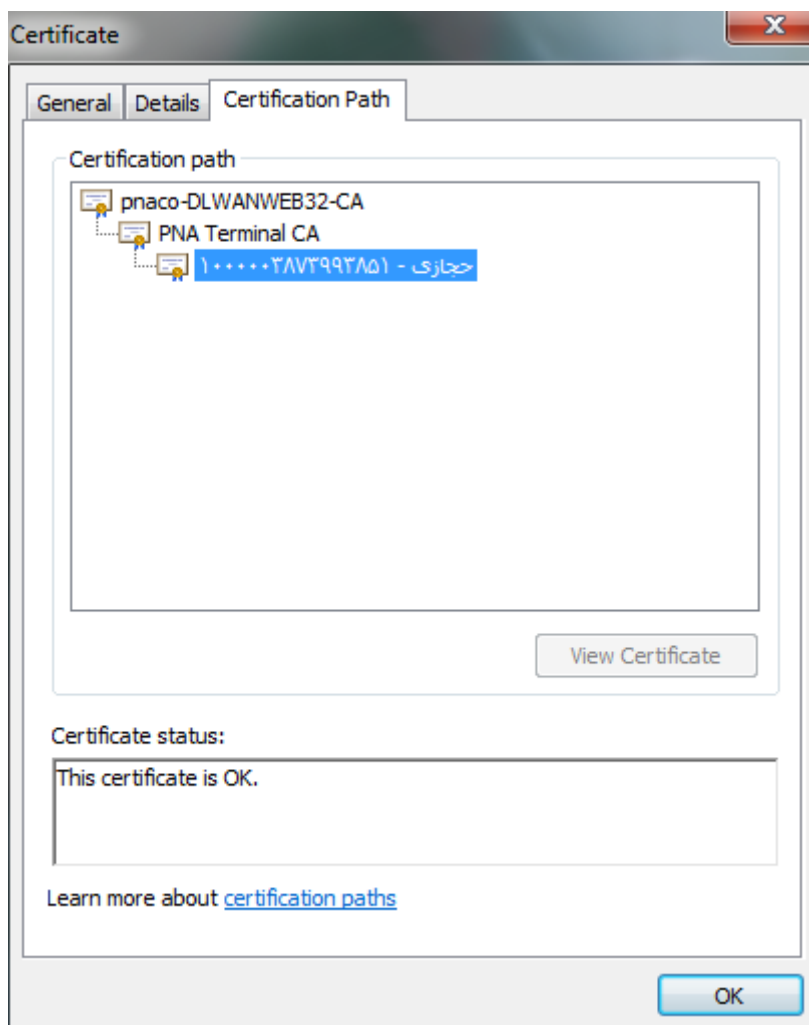 Certificate
General
Details
Certification Path
Certification path
pnaco-DLWANWEB32-CA
PNA Terminal CA
حجازی - ۱۰۰۰۰۰۳۸۷۳۹۹۳۸۵۱
View Certificate
Certificate status:
This certificate is OK.
Learn more about certification paths
OK